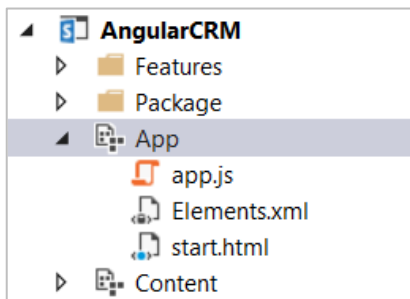 AngularCRM
Features
Package
App
app.js
Elements.xml
start.html
Content